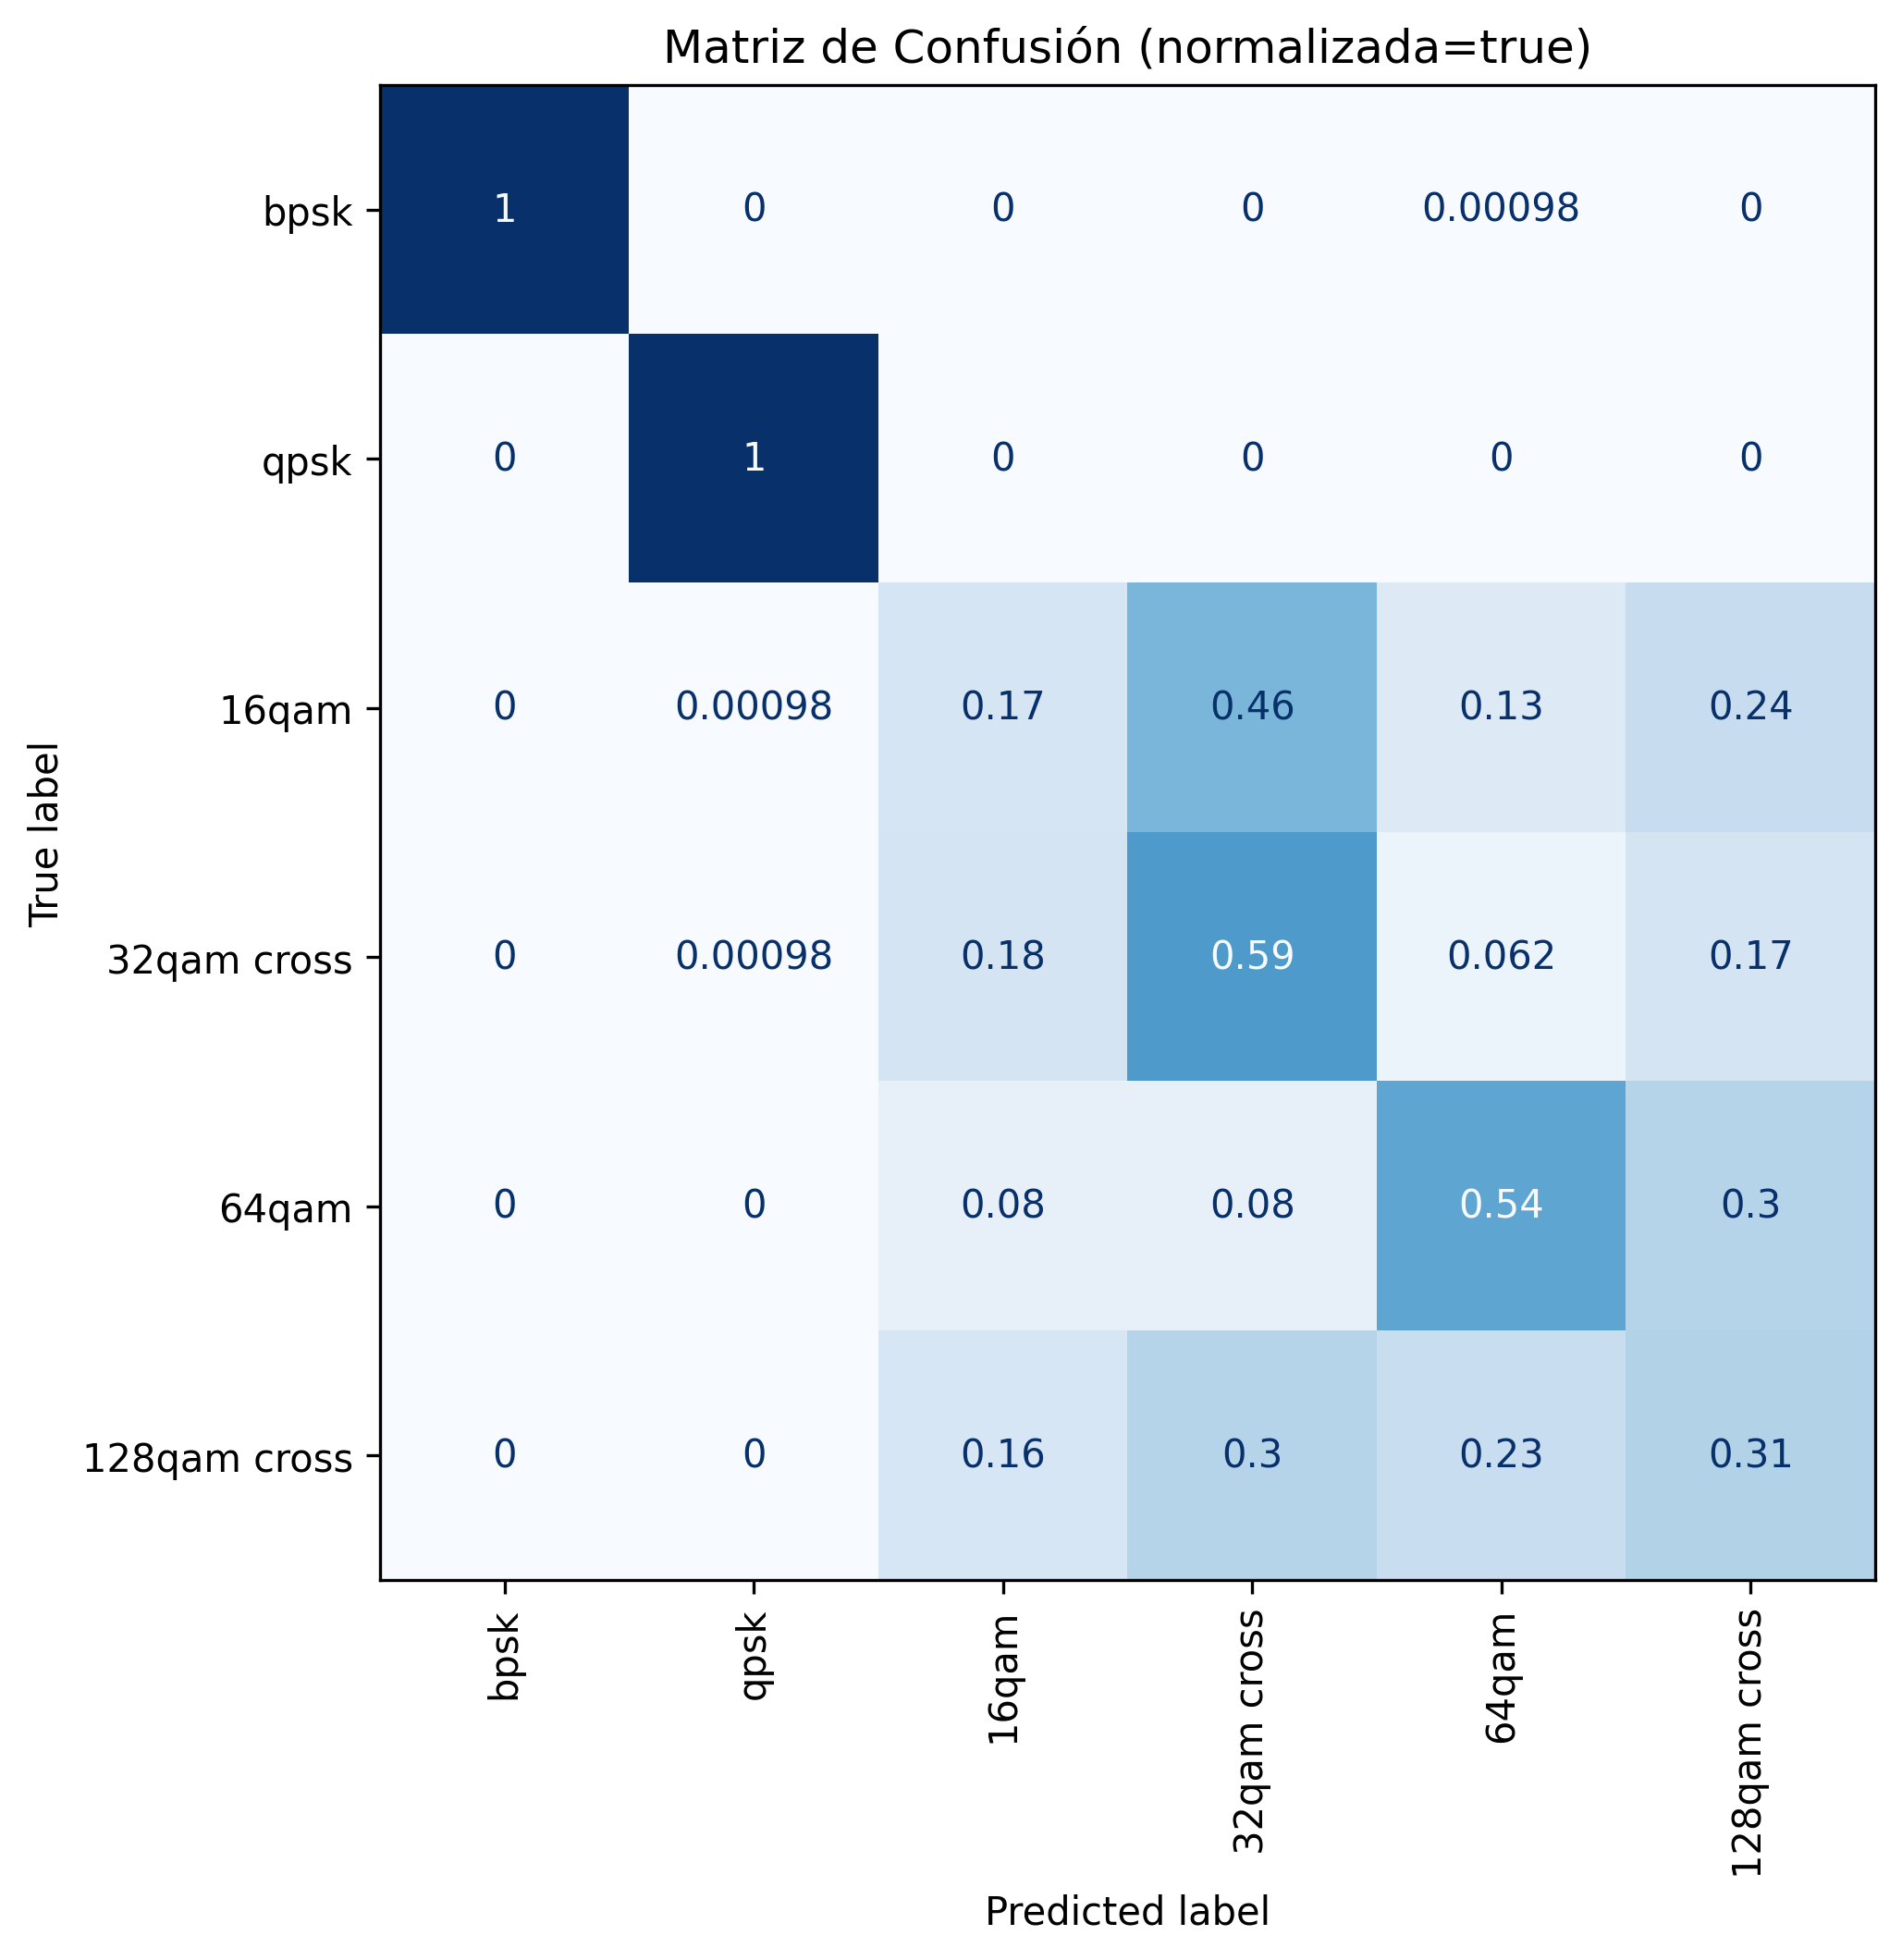 Matriz de Confusión (normalizada=true)
bpsk 1 0 0 0 0.00098 0
qpsk 0 1 0 0 0 0
16qam 0 0.00098 0.17 0.46 0.13 0.24
32qam cross 0 0.00098 0.18 0.59 0.062 0.17
64qam 0 0 0.08 0.08 0.54 0.3
128qam cross 0 0 0.16 0.3 0.23 0.31
True label
bpsk qpsk 16qam 32qam cross 64qam 128qam cross
Predicted label